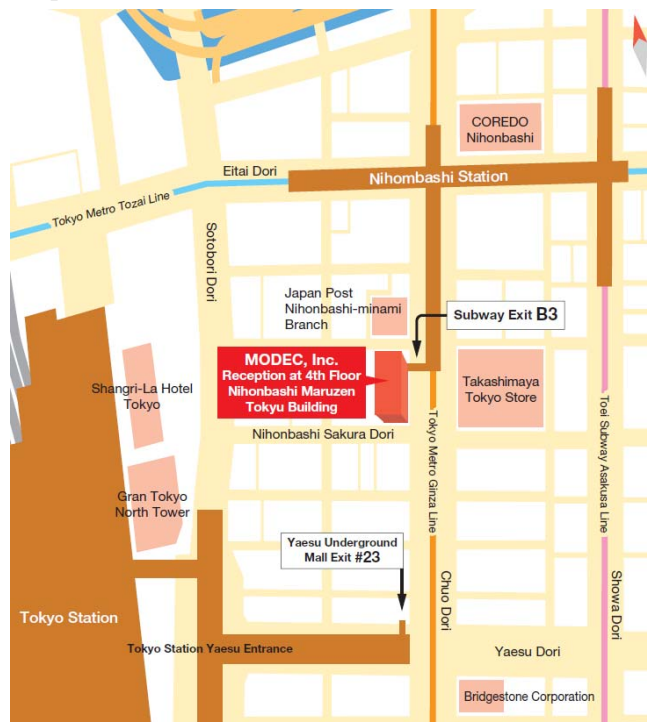 COREDO
Nihonbashi
Eitai Dori
Nihombashi Station
Tokyo Metro Tozai Line
Sotobori Dori
Japan Post
Nihonbashi-minami
Branch
Subway Exit B3
MODEC, Inc.
Reception at 4th Floor
Nihonbashi Maruzen
Tokyu Building
Shangri-La Hotel
Tokyo
Takashimaya
Tokyo Store
Nihonbashi Sakura Dori
Tokyo Metro Ginza Line
Toei Subway Asakusa Line
Gran Tokyo
North Tower
Yaesu Underground
Mall Exit #23
Chuo Dori
Showa Dori
Tokyo Station
Tokyo Station Yaesu Entrance
Yaesu Dori
Bridgestone Corporation